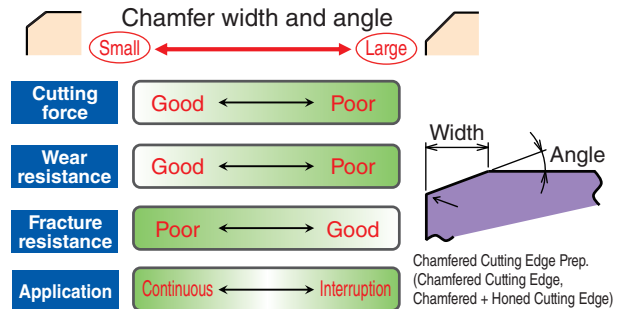 Chamfer width and angle
Small
Large
Cutting
force
Good
Poor
Wear
resistance
Good
Poor
Fracture
resistance
Poor
Good
Application
Continuous
Interruption
Width
Angle
Chamfered Cutting Edge Prep.
(Chamfered Cutting Edge,
Chamfered + Honed Cutting Edge)